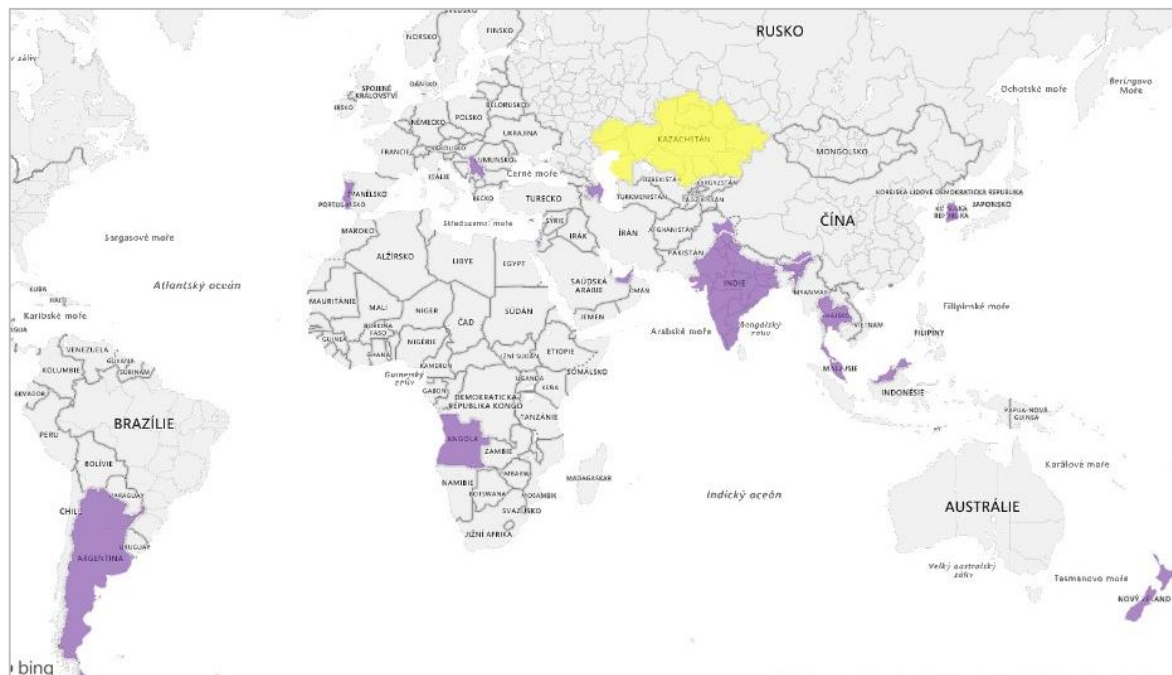 RUSKO
NORSKO
FINSKO
Ochotské moře
Beringovo
Moře
SPOJENÉ
KRÁLOVSTVÍ
IRSKO
DÁNSKO
BĚLORUSKO
POLSKO
NĚMECKO
UKRAJINA
KAZACHSTÁN
MONGOLSKO
FRANCIE
RAKOUSKO
RUMUNSKO
ITÁLIE
Černé moře
UZBEKISTÁN
KYRGYZSTÁN
KOREJSKÁ LIDOVĚ DEMOKRATICKÁ REPUBLIKA
TURKMENISTÁN
TÁDŽIKISTÁN
ŠPANĚLSKO
PORTUGALSKO
ŘECKO
TURECKO
KOREJSKÁ
REPUBLIKA
JAPONSKO
ČÍNA
Středozemní moře
SÝRIE
AFGHÁNISTÁN
MAROKO
IRÁK
ÍRÁN
Sargasové moře
ALŽÍRSKO
LIBYE
EGYPT
PÁKISTÁN
SAÚDSKÁ
ARÁBIE
INDIE
Atlantský oceán
KUBA
HAITI
OMÁN
MYANMAR
MAURITÁNIE
MALI
NIGER
ČAD
SÚDÁN
JEMEN
Filipínské moře
Karibské moře
THAJSKO
BURKINA
FASO
Arabské moře
Bengálský
záliv
VIETNAM
FILIPÍNY
GUINEA
NIGÉRIE
VENEZUELA
GHANA
JIŽNÍ SÚDÁN
ETIOPIE
GUYANA
KOLUMBIE
SURINAM
KAMERUN
SOMÁLSKO
MALAJSIE
Guinejský
záliv
UGANDA
GABON
KEŇA
EKVÁDOR
DEMOKRATICKÁ
REPUBLIKA KONGO
INDONÉSIE
BRAZÍLIE
TANZÁNIE
PAPUA-NOVÁ
GUINEA
PERU
ANGOLA
ZAMBIE
BOLÍVIE
Korálové moře
ZIMBABWE
MADAGASKAR
NAMIBIE
BOTSWANA
MOSAMBIK
PARAGUAY
Indický oceán
CHILE
SVAZIJSKO
AUSTRÁLIE
JIŽNÍ AFRIKA
URUGUAY
ARGENTINA
Velký australský
záliv
Tasmanovo moře
NOVÝ ZÉLAND
bing